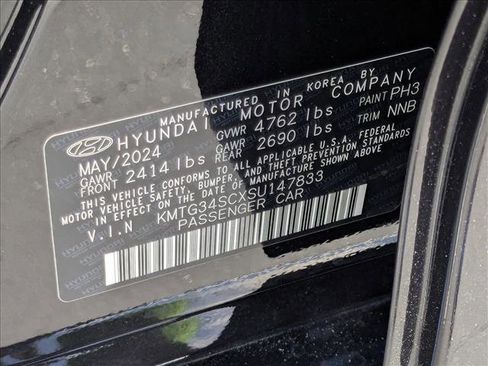 MANUFACTURED IN KOREA BY
HYUNDAI MOTOR COMPANY
MAY/2024 GVWR 4762 lbs PAINT PH3
GAWR FRONT 2414 lbs GAWR REAR 2690 lbs TRIM NNB
THIS VEHICLE CONFORMS TO ALL APPLICABLE U.S.A. FEDERAL
MOTOR VEHICLE SAFETY, BUMPER, AND THEFT PREVENTION STANDARDS
IN EFFECT ON THE DATE OF MANUFACTURE SHOWN ABOVE.
V.I.N KMTG34SCXSU147833
PASSENGER CAR